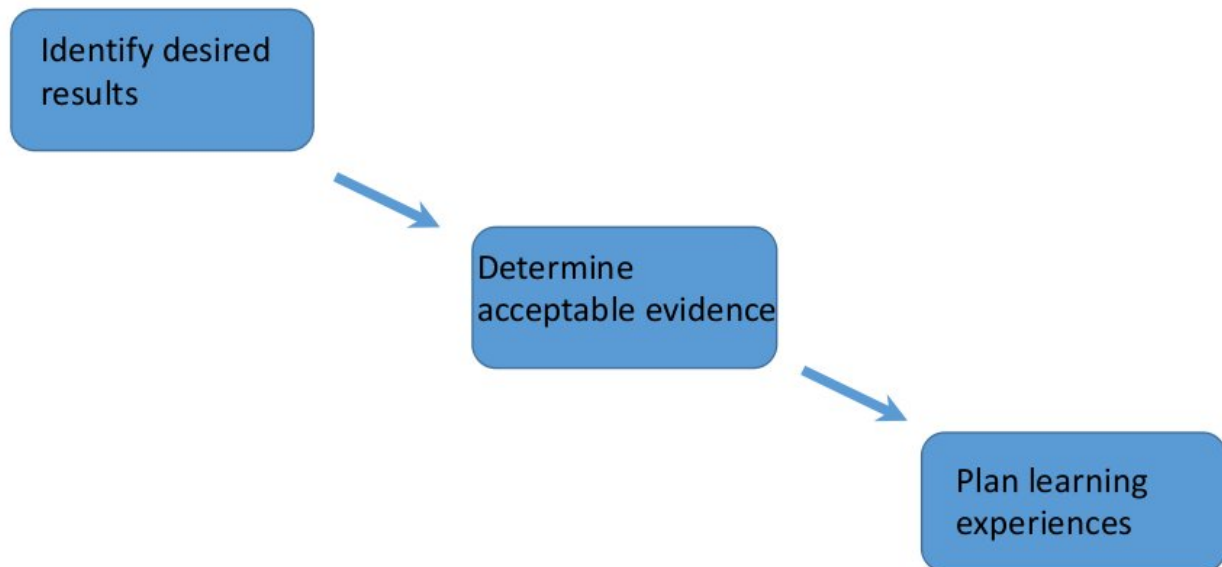 Identify desired
results
Determine
acceptable evidence
Plan learning
experiences